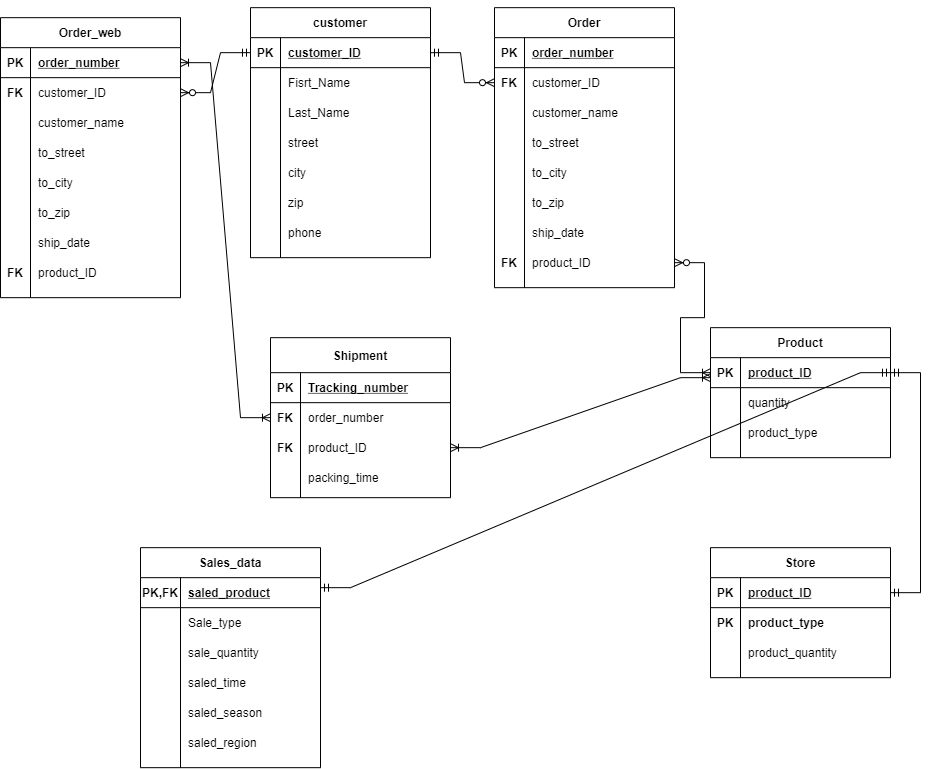 Order_web
PK order_number
FK customer_ID
customer_name
to_street
to_city
to_zip
ship_date
FK product_ID
customer
PK customer_ID
Fisrt_Name
Last_Name
street
city
zip
phone
Order
PK order_number
FK customer_ID
customer_name
to_street
to_city
to_zip
ship_date
FK product_ID
Shipment
PK Tracking_number
FK order_number
FK product_ID
packing_time
Product
PK product_ID
quantity
product_type
Sales_data
PK,FK saled_product
Sale_type
sale_quantity
saled_time
saled_season
saled_region
Store
PK product_ID
PK product_type
product_quantity